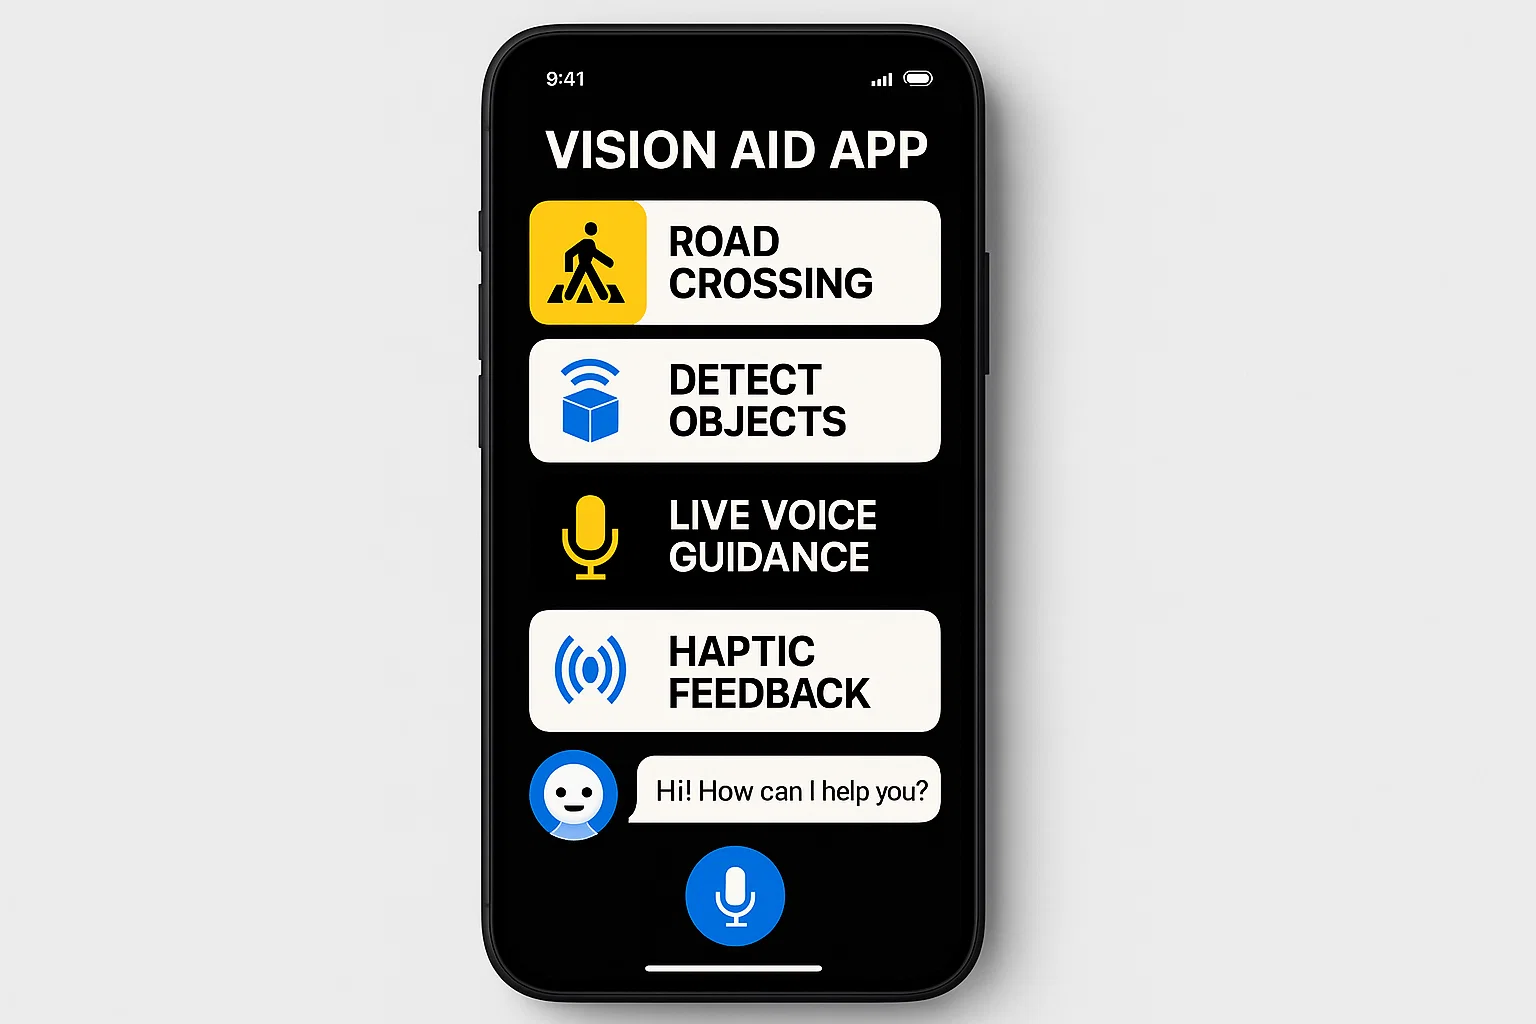 9:41
VISION AID APP
ROAD
CROSSING
DETECT
OBJECTS
LIVE VOICE
GUIDANCE
HAPTIC
FEEDBACK
Hi! How can I help you?